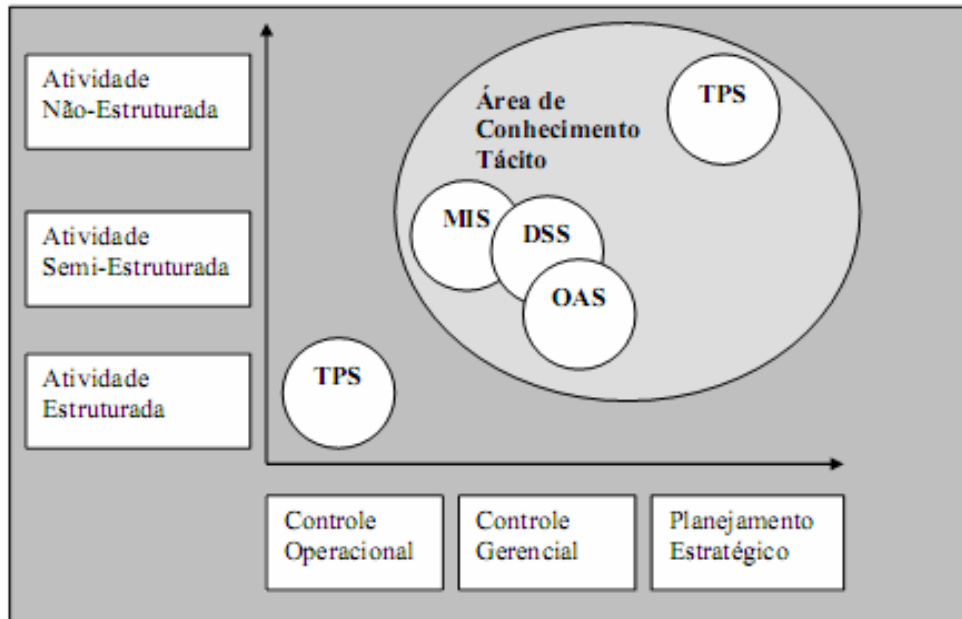 Atividade
Não-Estruturada
TPS
Área de
Conhecimento
Tácito
Atividade
Semi-Estruturada
MIS
DSS
OAS
Atividade
Estruturada
TPS
Controle
Operacional
Controle
Gerencial
Planejamento
Estratégico